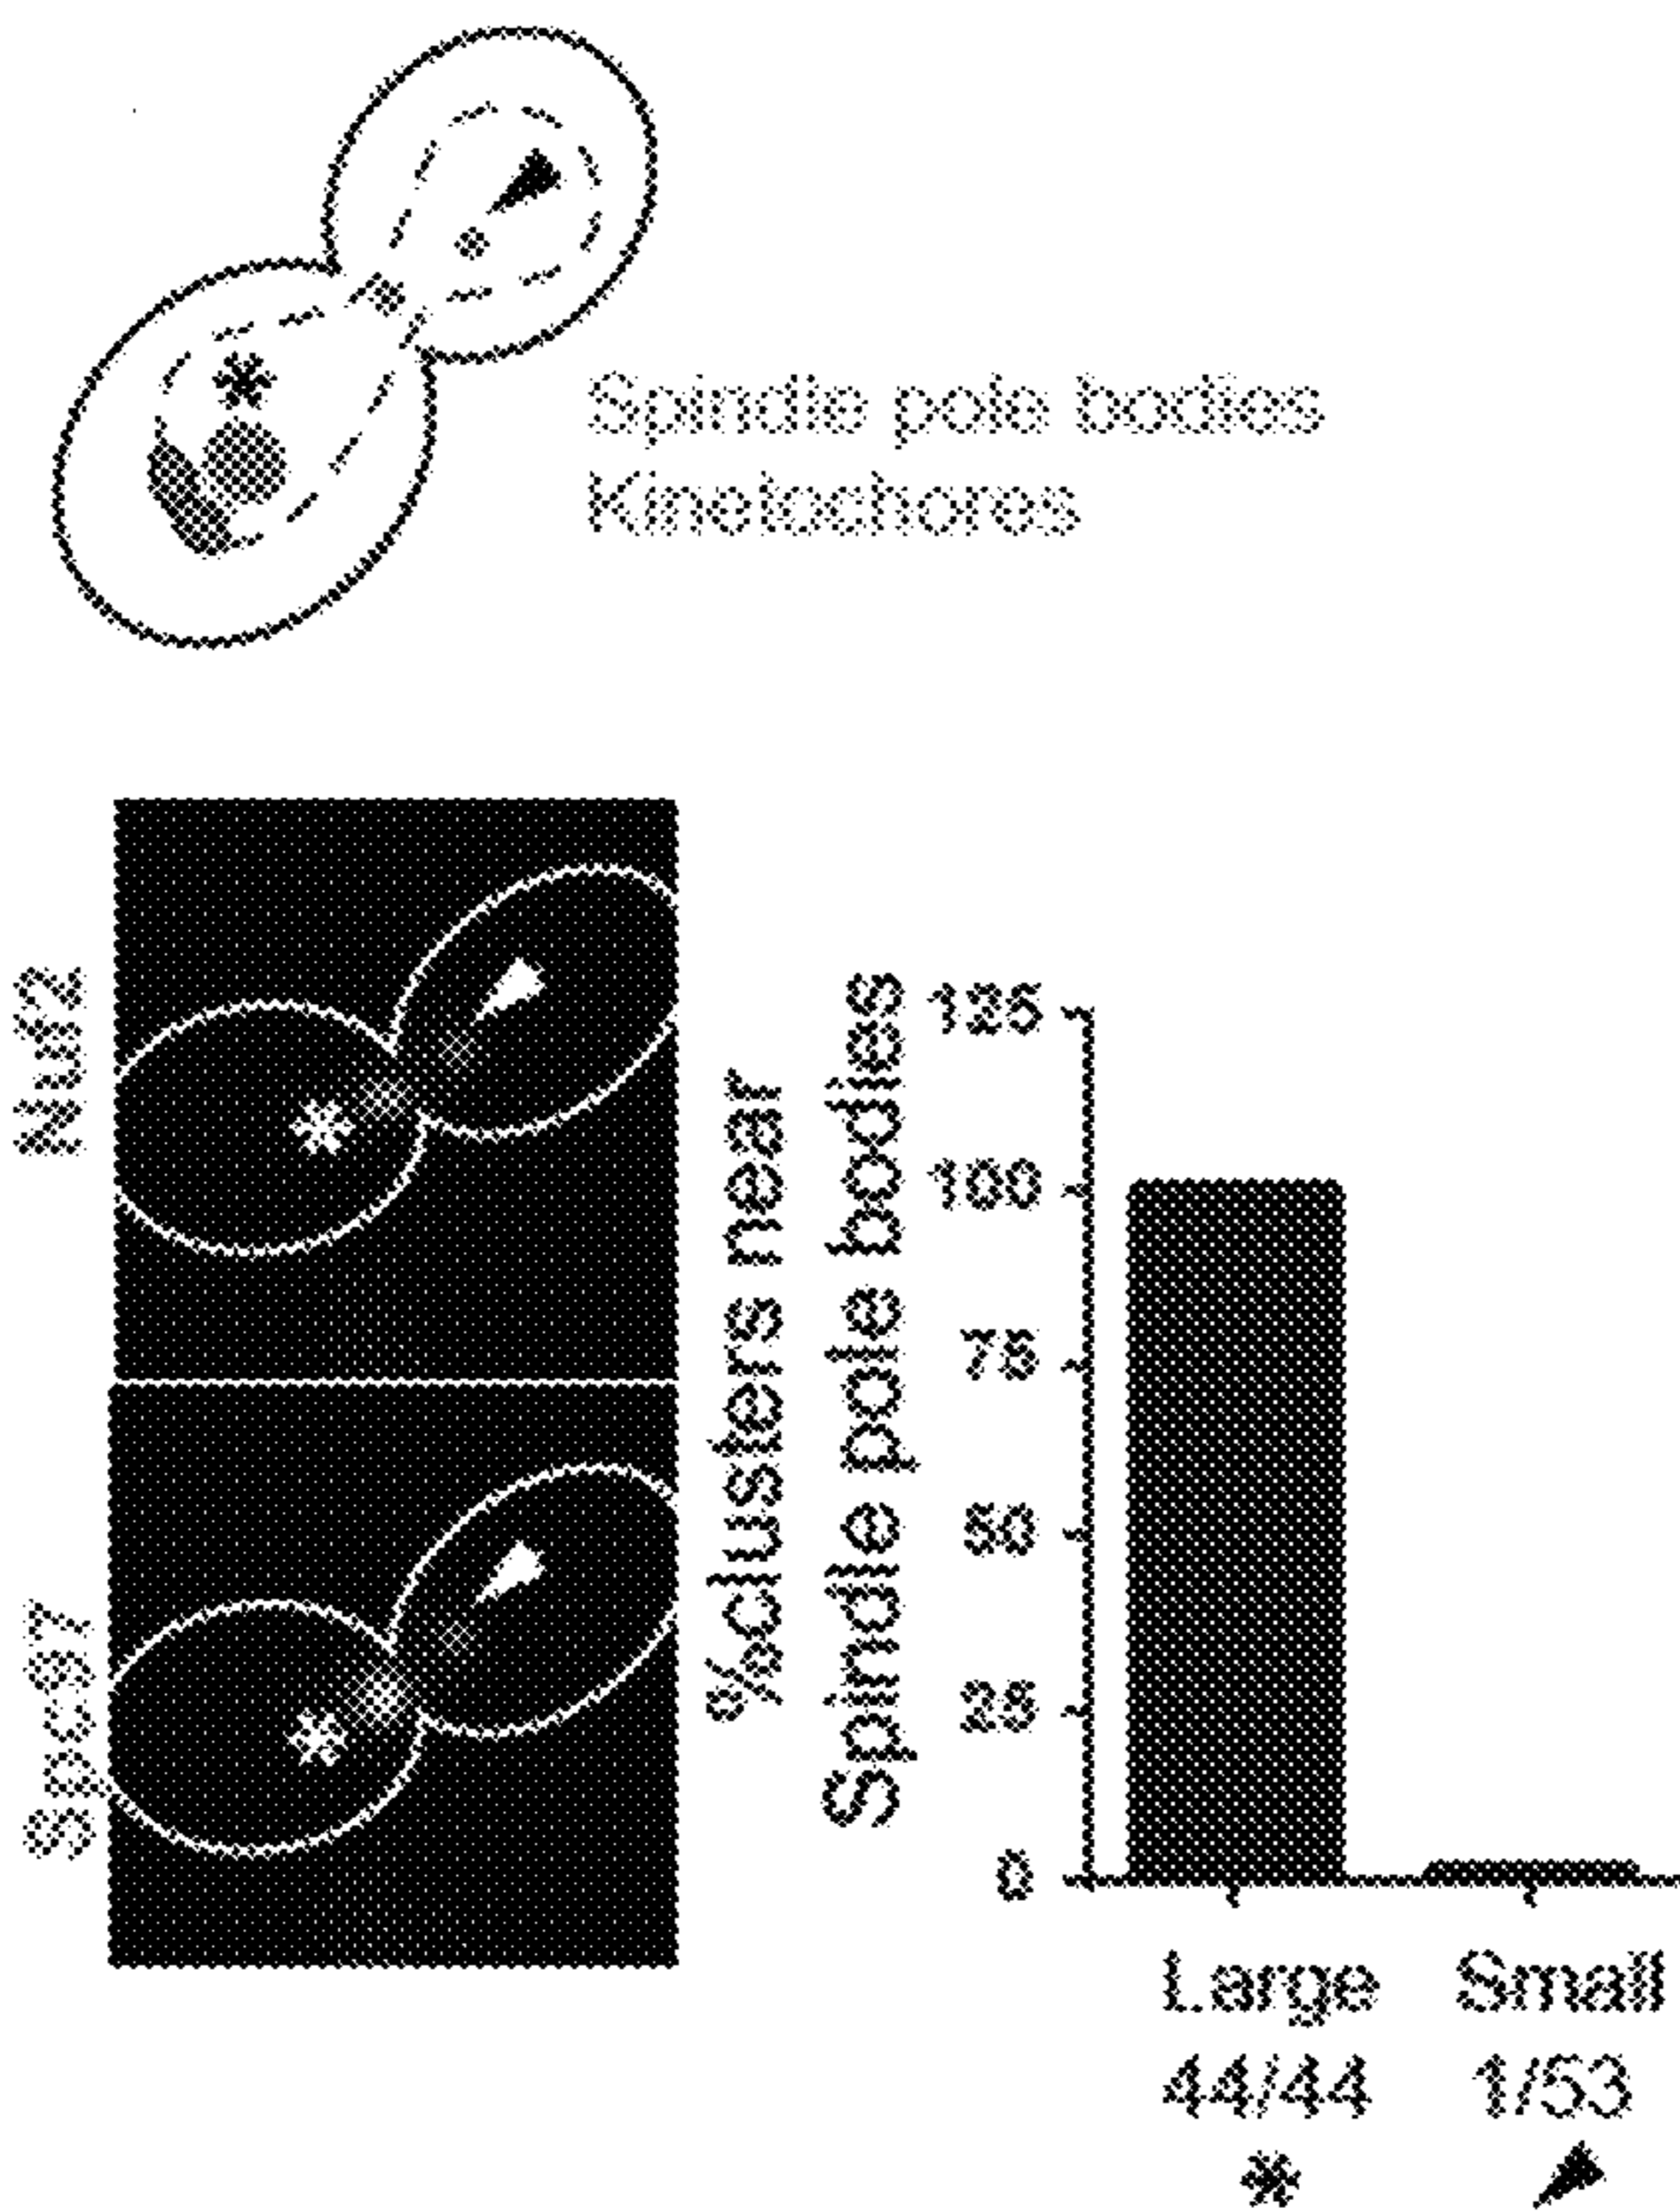 Spindle pole bodies
Kinetochores
Nuf2
Spc97
%clusters near
Spindle pole bodies
125
100
75
50
25
0
Large Small
44/44 1/53